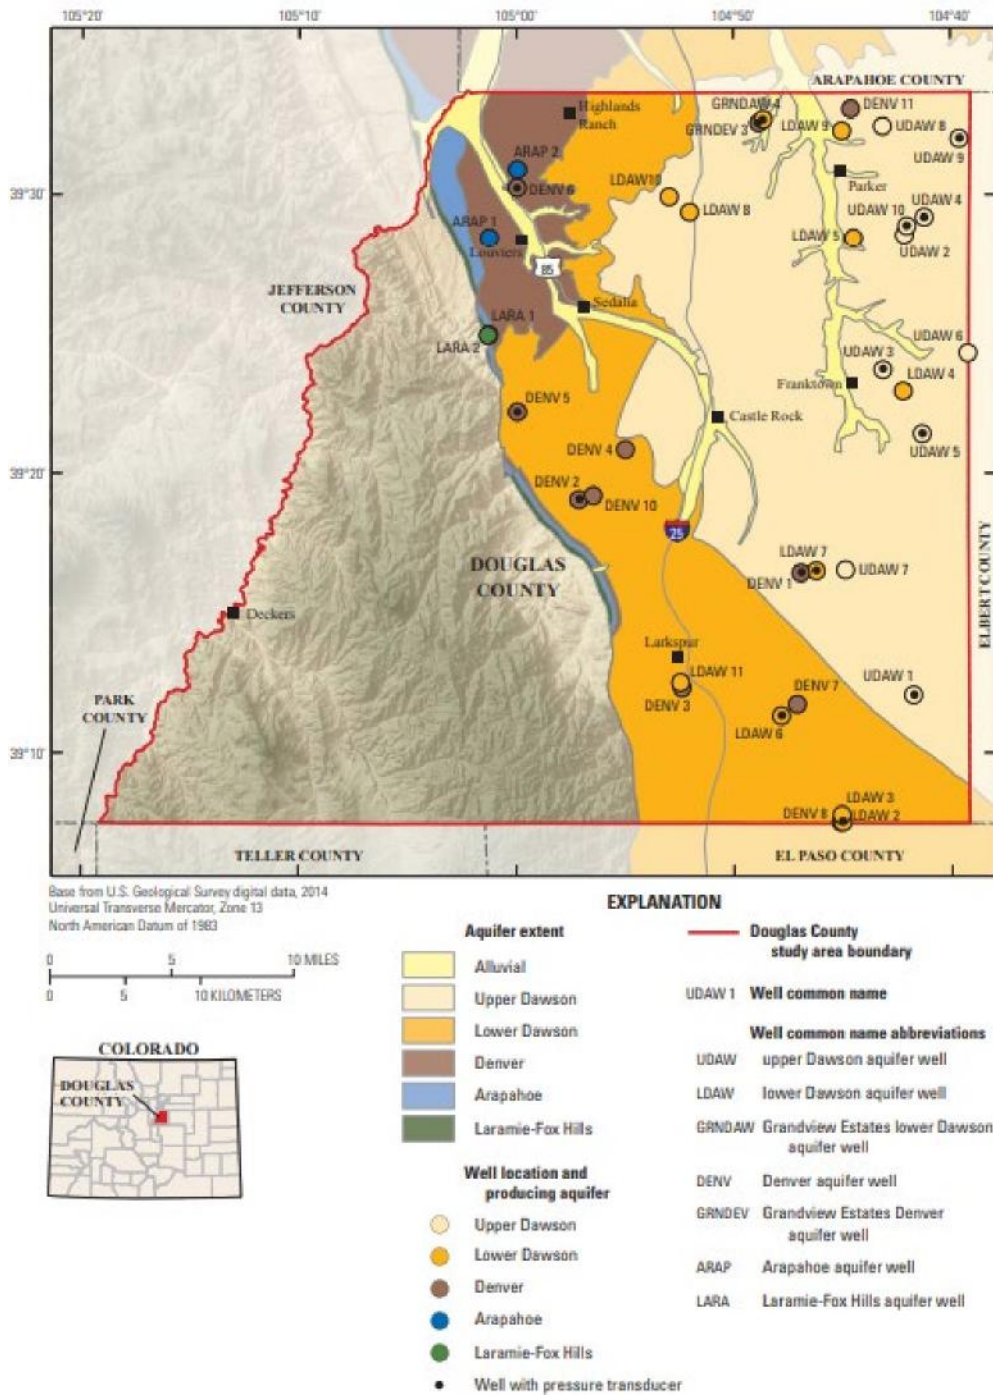 105°20'
105°10'
105°00'
104°50'
104°40'
ARAPAHOE COUNTY
Highlands
Ranch
GRNDAW 4
DENV 11
GRNDEV 3
LDAW 9
UDAW 8
UDAW 9
ARAP 2
Parker
39°30'
DENV 6
LDAW10
LDAW 8
UDAW 10
UDAW 4
ARAP 1
LDAW 5
UDAW 2
Louviers
85
JEFFERSON
COUNTY
Sedalia
LARA 1
LARA 2
UDAW 6
UDAW 3
LDAW 4
Franktown
DENV 5
Castle Rock
UDAW 5
DENV 4
39°20'
DENV 2
DENV 10
25
DOUGLAS
COUNTY
LDAW 7
DENV 1
UDAW 7
ELBERT COUNTY
Deckers
Larkspur
LDAW 11
DENV 3
DENV 7
UDAW 1
LDAW 6
PARK
COUNTY
39°10'
LDAW 3
DENV 8
LDAW 2
TELLER COUNTY
EL PASO COUNTY
Base from U.S. Geological Survey digital data, 2014
Universal Transverse Mercator, Zone 13
North American Datum of 1983
0 5 10 MILES
0 5 10 KILOMETERS
COLORADO
DOUGLAS
COUNTY
EXPLANATION
Aquifer extent
Alluvial
Upper Dawson
Lower Dawson
Denver
Arapahoe
Laramie-Fox Hills
Well location and
producing aquifer
Upper Dawson
Lower Dawson
Denver
Arapahoe
Laramie-Fox Hills
Well with pressure transducer
Douglas County
study area boundary
UDAW 1 Well common name
Well common name abbreviations
UDAW upper Dawson aquifer well
LDAW lower Dawson aquifer well
GRNDAW Grandview Estates lower Dawson
aquifer well
DENV Denver aquifer well
GRNDEV Grandview Estates Denver
aquifer well
ARAP Arapahoe aquifer well
LARA Laramie-Fox Hills aquifer well